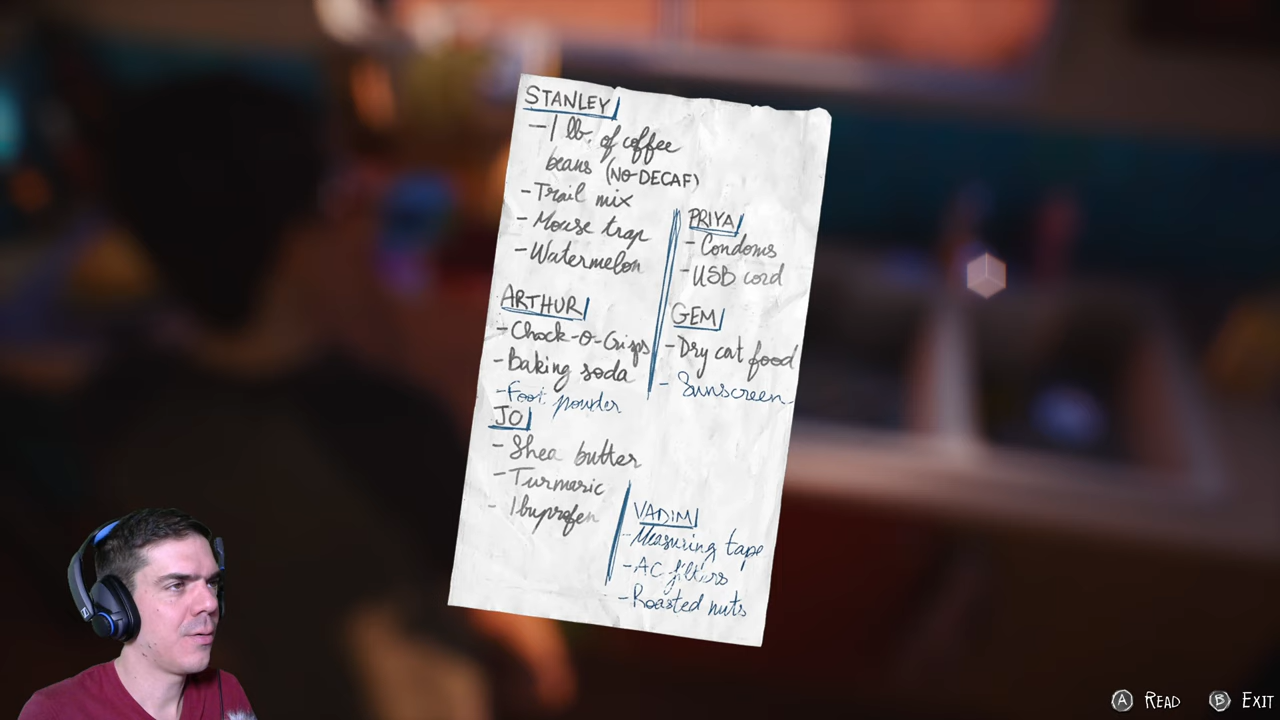 STANLEY
- 1 lb. of coffee
beans (NO DECAF)
- Trail mix
- Mouse trap
- Watermelon
ARTHUR
- Chock-O-Crisps
- Baking soda
- Foot powder
JO
- Shea butter
- Turmaric
- Ibuprofen
PRIYA
- Condoms
- USB cord
GEM
- Dry cat food
- Sunscreen
VADIM
- Measuring tape
- AC filters
- Roasted nuts
A READ B EXIT